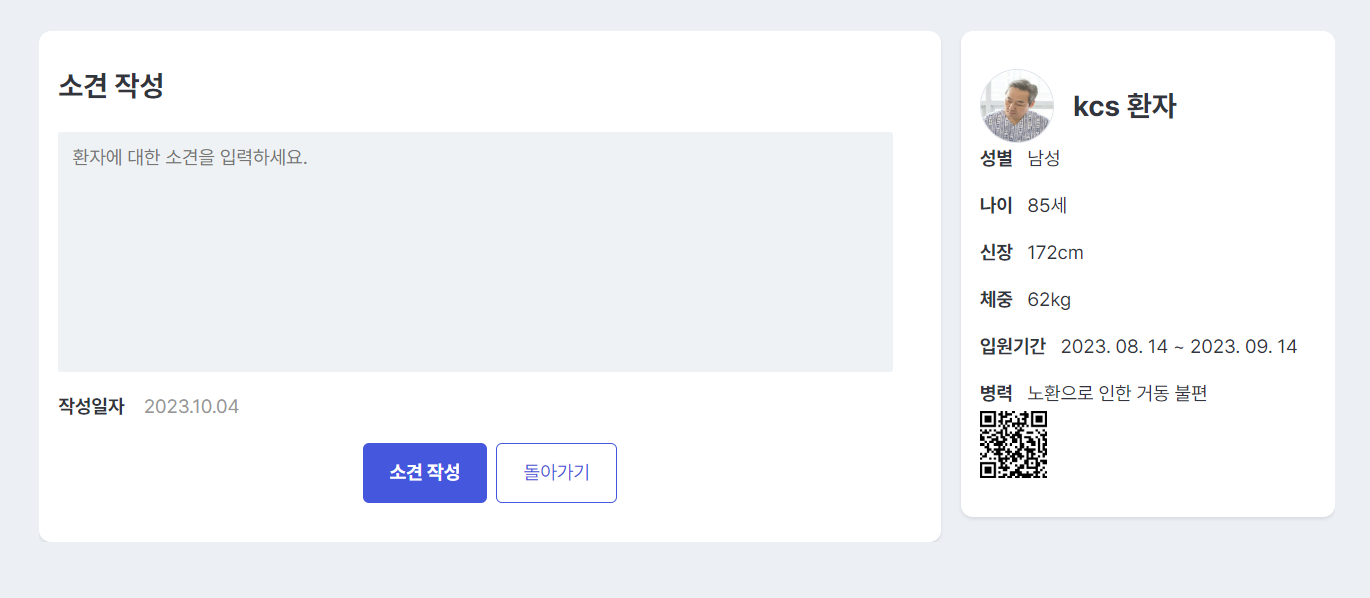 소견 작성
환자에 대한 소견을 입력하세요.
작성일자 2023.10.04
소견 작성 돌아가기
kcs 환자
성별 남성
나이 85세
신장 172cm
체중 62kg
입원기간 2023. 08. 14 ~ 2023. 09. 14
병력 노환으로 인한 거동 불편